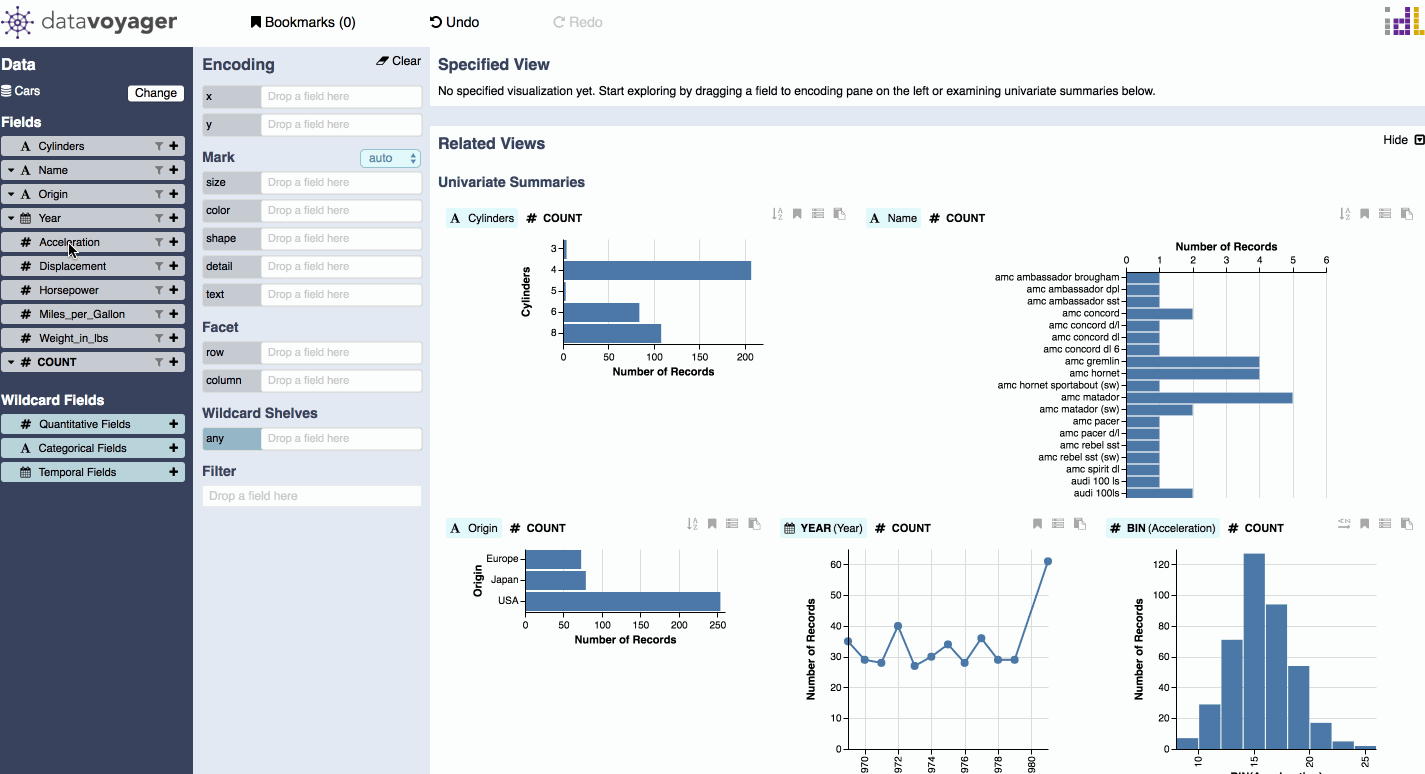 datavoyager
Bookmarks (0)
Undo
Redo
Data
Cars
Change
Fields
A Cylinders
A Name
A Origin
Year
# Acceleration
# Displacement
# Horsepower
# Miles_per_Gallon
# Weight_in_lbs
# COUNT
Wildcard Fields
# Quantitative Fields
A Categorical Fields
Temporal Fields
Encoding
Clear
x Drop a field here
y Drop a field here
Mark
auto
size Drop a field here
color Drop a field here
shape Drop a field here
detail Drop a field here
text Drop a field here
Facet
row Drop a field here
column Drop a field here
Wildcard Shelves
any Drop a field here
Filter
Drop a field here
Specified View
No specified visualization yet. Start exploring by dragging a field to encoding pane on the left or examining univariate summaries below.
Related Views
Hide
Univariate Summaries
A Cylinders # COUNT
Cylinders
3
4
5
6
8
0 50 100 150 200
Number of Records
A Name # COUNT
Number of Records
0 1 2 3 4 5 6
amc ambassador brougham
amc ambassador dpl
amc ambassador sst
amc concord
amc concord d/l
amc concord dl
amc concord dl 6
amc gremlin
amc hornet
amc hornet sportabout (sw)
amc matador
amc matador (sw)
amc pacer
amc pacer d/l
amc rebel sst
amc rebel sst (sw)
amc spirit dl
audi 100 ls
audi 100ls
A Origin # COUNT
Origin
Europe
Japan
USA
0 50 100 150 200 250
Number of Records
YEAR (Year) # COUNT
Number of Records
60
50
40
30
20
10
0
970 972 974 976 978 980
# BIN (Acceleration) # COUNT
Number of Records
120
100
80
60
40
20
0
10 15 20 25